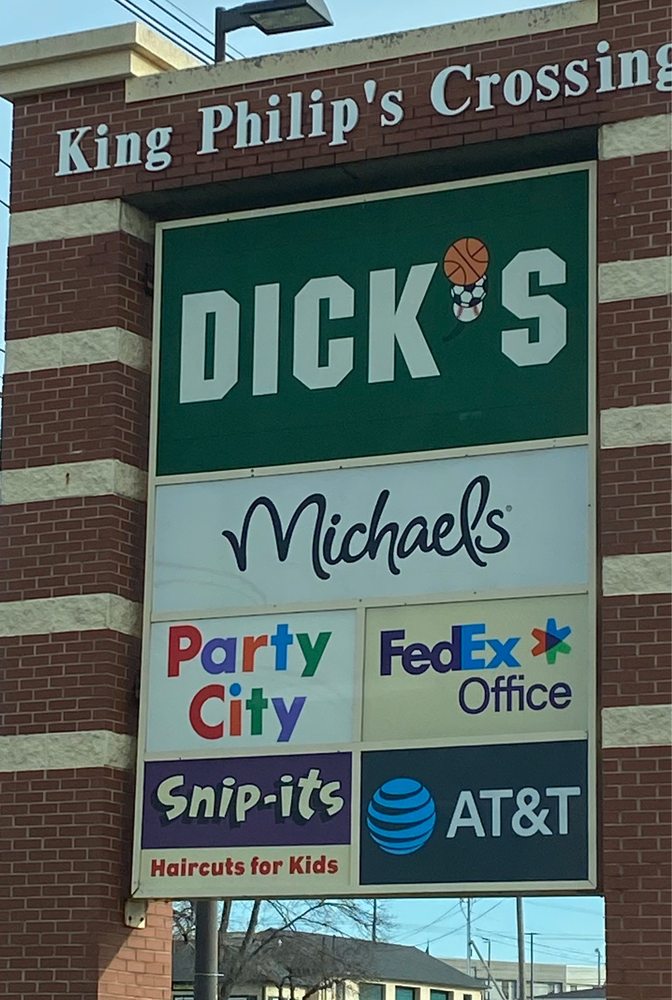 King Philip's Crossing
DICK'S
Michaels
Party
City
FedEx
Office
Snip-its
Haircuts for Kids
AT&T